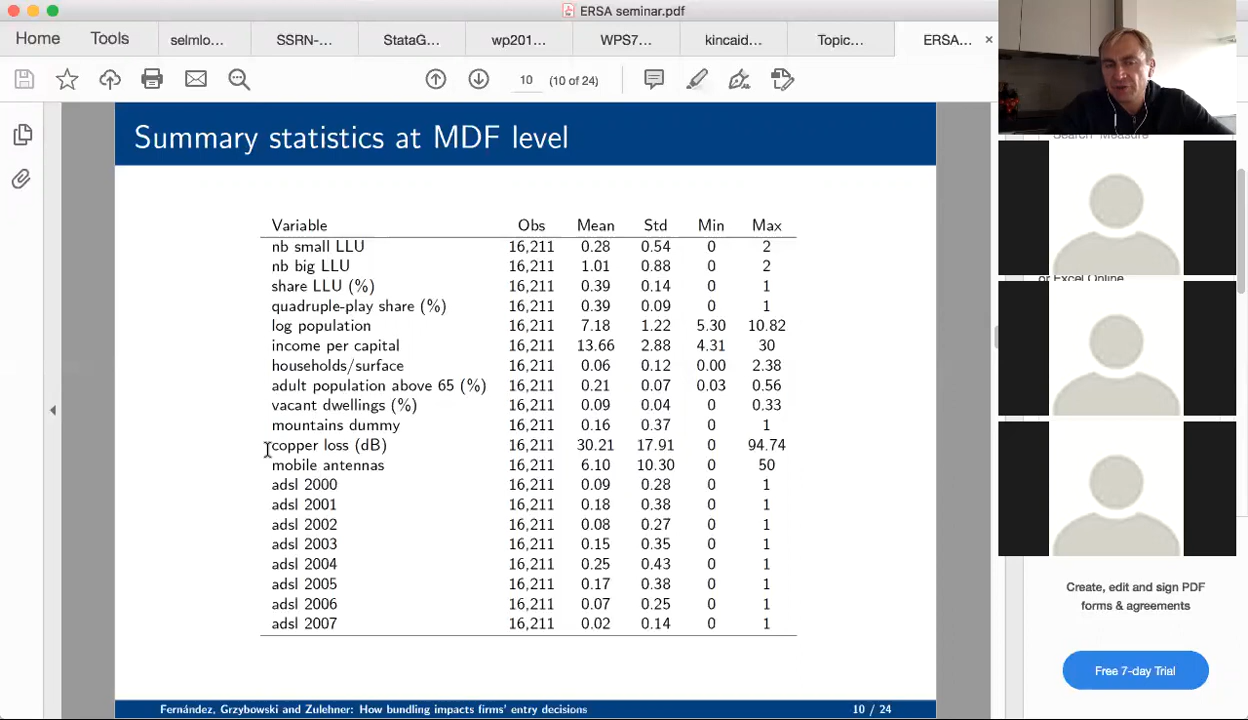 ERSA seminar.pdf
Home Tools selmlo... SSRN-... StataG... wp201... WPS7... kincaid... Topic... ERSA... ×
10 (10 of 24)
Search 'Measure'
Summary statistics at MDF level
Variable Obs Mean Std Min Max
nb small LLU 16,211 0.28 0.54 0 2
nb big LLU 16,211 1.01 0.88 0 2
share LLU (%) 16,211 0.39 0.14 0 1
quadruple-play share (%) 16,211 0.39 0.09 0 1
log population 16,211 7.18 1.22 5.30 10.82
income per capital 16,211 13.66 2.88 4.31 30
households/surface 16,211 0.06 0.12 0.00 2.38
adult population above 65 (%) 16,211 0.21 0.07 0.03 0.56
vacant dwellings (%) 16,211 0.09 0.04 0 0.33
mountains dummy 16,211 0.16 0.37 0 1
copper loss (dB) 16,211 30.21 17.91 0 94.74
mobile antennas 16,211 6.10 10.30 0 50
adsl 2000 16,211 0.09 0.28 0 1
adsl 2001 16,211 0.18 0.38 0 1
adsl 2002 16,211 0.08 0.27 0 1
adsl 2003 16,211 0.15 0.35 0 1
adsl 2004 16,211 0.25 0.43 0 1
adsl 2005 16,211 0.17 0.38 0 1
adsl 2006 16,211 0.07 0.25 0 1
adsl 2007 16,211 0.02 0.14 0 1
Fernández, Grzybowski and Zulehner: How bundling impacts firms' entry decisions 10 / 24
or Excel Online
Create, edit and sign PDF
forms & agreements
Free 7-day Trial